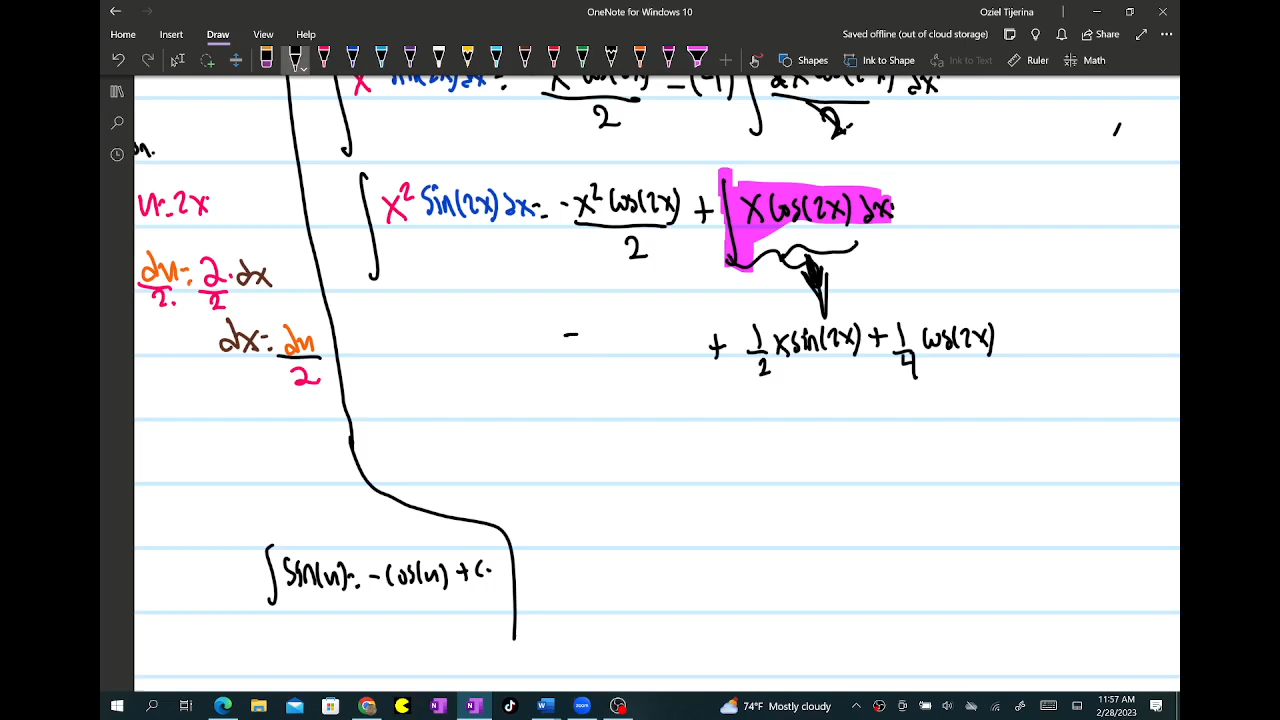 OneNote for Windows 10
Oziel Tijerina
Home Insert Draw View Help
Saved offline (out of cloud storage)
Share
Shapes
Ink to Shape
Ink to Text
Ruler
Math
2
2
∫ x² sin(2x) dx = -x² cos(2x)/2 + ∫ x cos(2x) dx
u = 2x
du/2 = 2/2 · dx
dx = du/2
- + 1/2 x sin(2x) + 1/4 cos(2x)
∫ sin(u) = -cos(u) + c
74°F Mostly cloudy
11:57 AM
2/28/2023